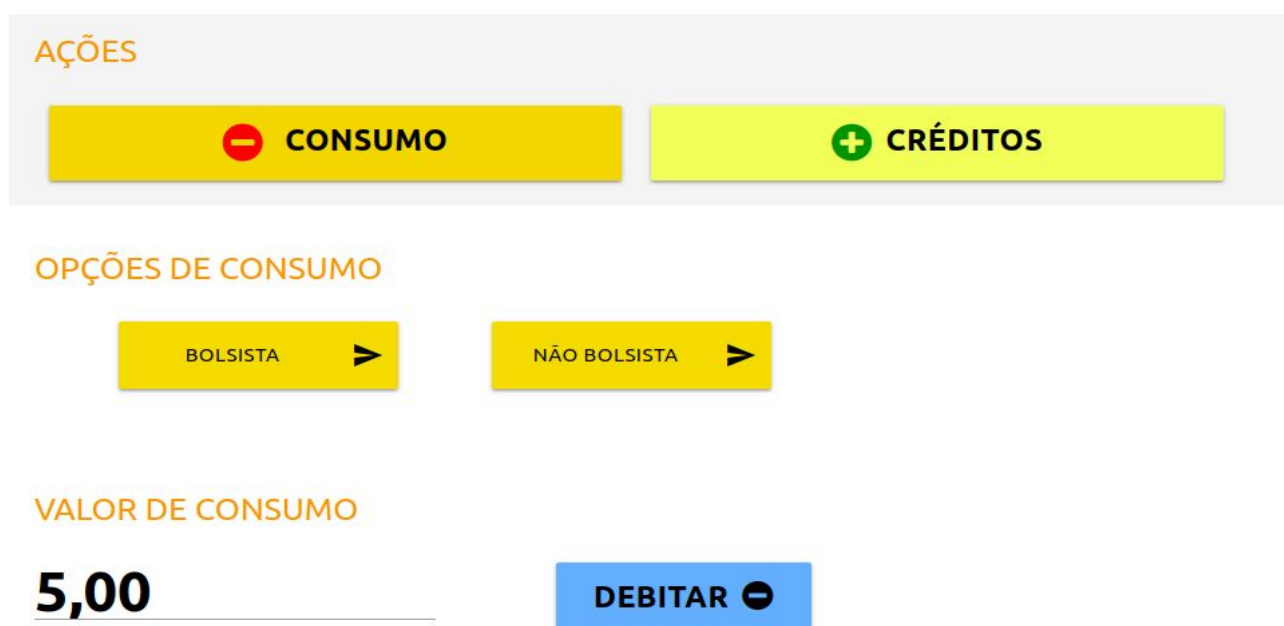 AÇÕES
CONSUMO
CRÉDITOS
OPÇÕES DE CONSUMO
BOLSISTA
NÃO BOLSISTA
VALOR DE CONSUMO
5,00
DEBITAR